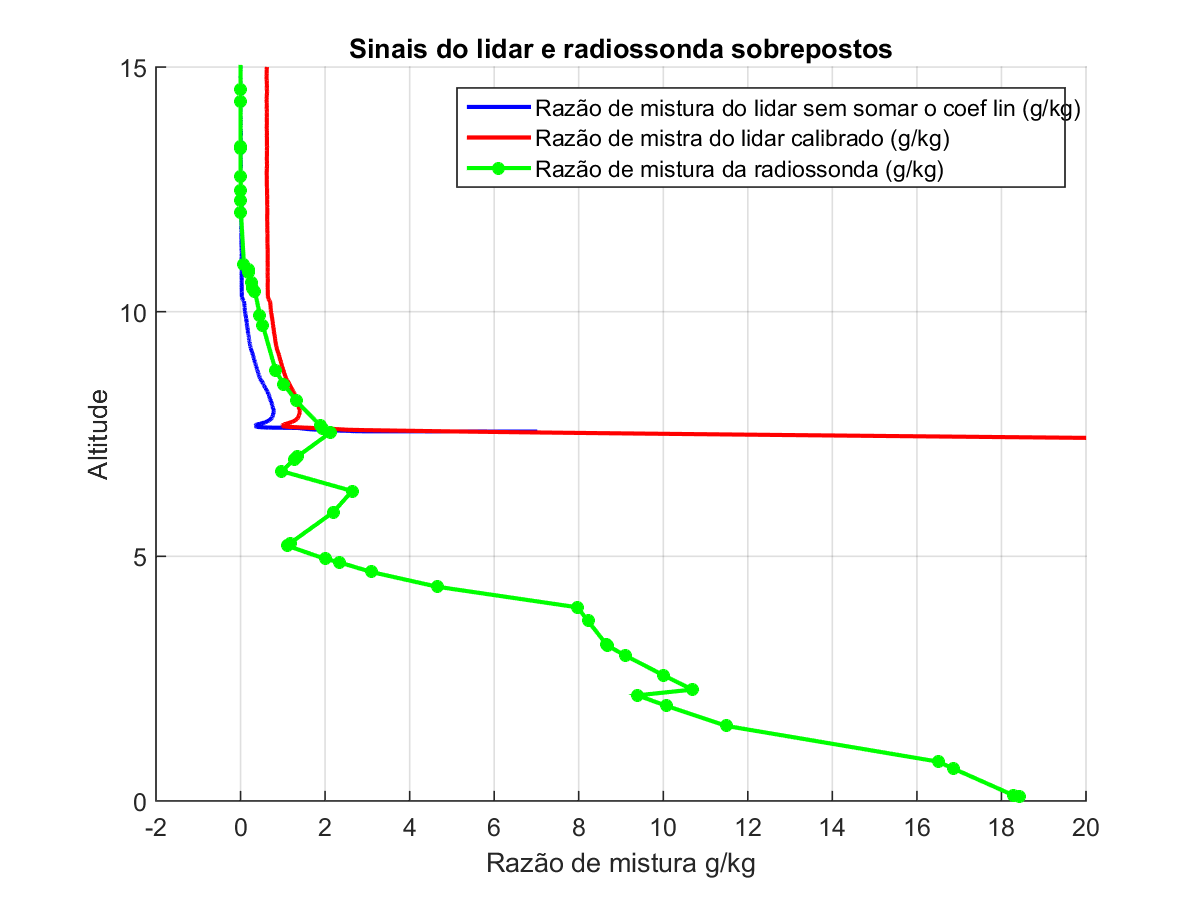 Sinais do lidar e radiossonda sobrepostos
15
Razão de mistura do lidar sem somar o coef lin (g/kg)
Razão de mistra do lidar calibrado (g/kg)
Razão de mistura da radiossonda (g/kg)
10
Altitude
5
0
-2 0 2 4 6 8 10 12 14 16 18 20
Razão de mistura g/kg